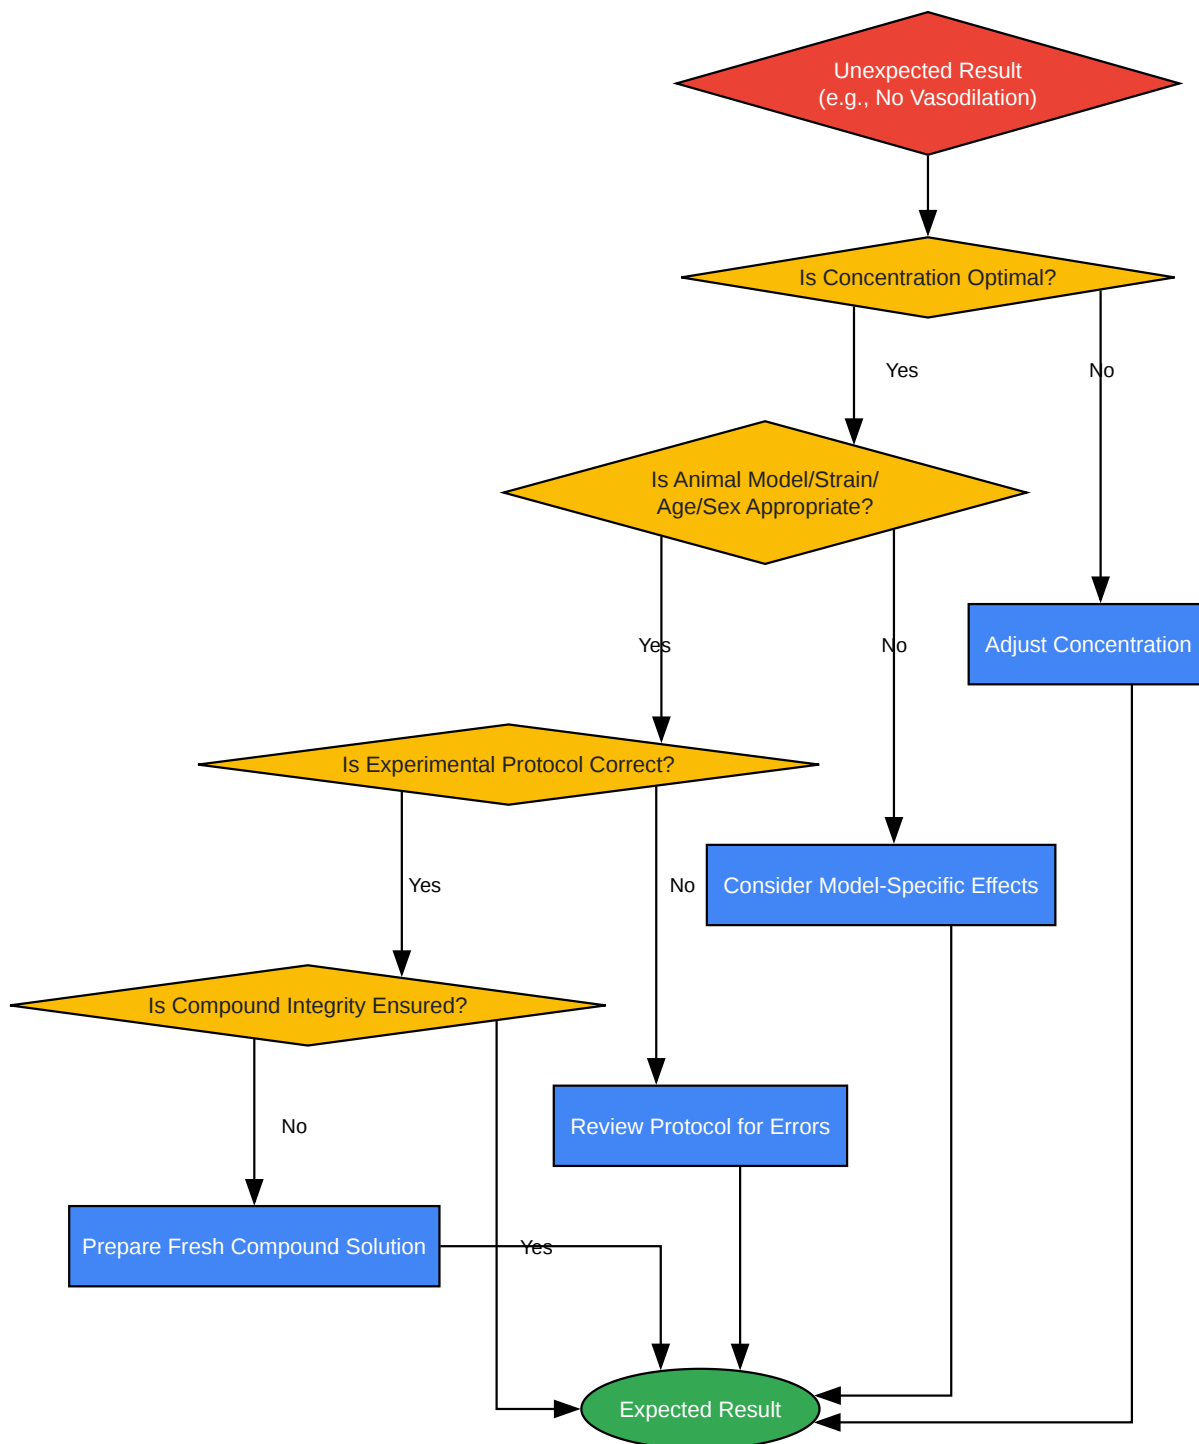 Unexpected Result
(e.g., No Vasodilation)
Is Concentration Optimal?
Yes
No
Is Animal Model/Strain/
Age/Sex Appropriate?
Yes
No
Adjust Concentration
Is Experimental Protocol Correct?
Yes
No
Consider Model-Specific Effects
Is Compound Integrity Ensured?
No
Review Protocol for Errors
Prepare Fresh Compound Solution
Yes
Expected Result